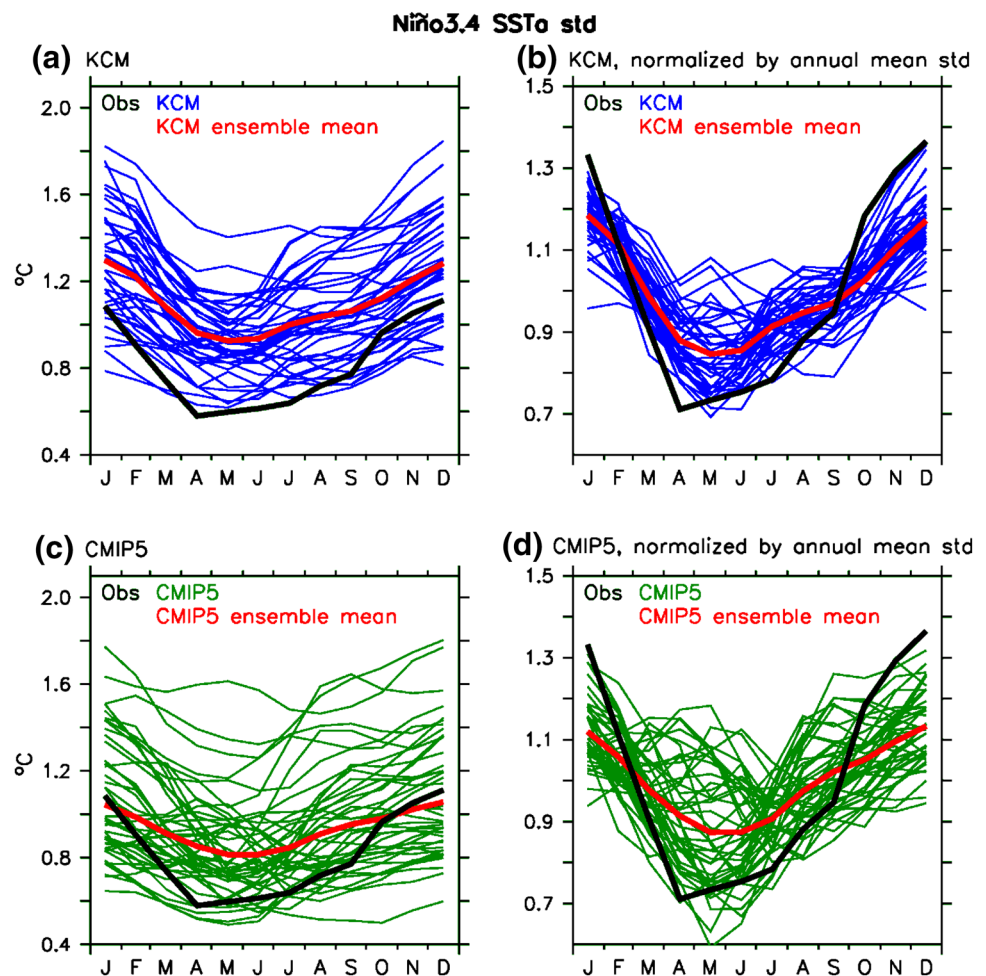 Niño3.4 SSTa std
(a) KCM
Obs KCM
KCM ensemble mean
2.0
1.6
1.2
0.8
0.4
°C
J F M A M J J A S O N D
(b) KCM, normalized by annual mean std
Obs KCM
KCM ensemble mean
1.5
1.3
1.1
0.9
0.7
J F M A M J J A S O N D
(c) CMIP5
Obs CMIP5
CMIP5 ensemble mean
2.0
1.6
1.2
0.8
0.4
°C
J F M A M J J A S O N D
(d) CMIP5, normalized by annual mean std
Obs CMIP5
CMIP5 ensemble mean
1.5
1.3
1.1
0.9
0.7
J F M A M J J A S O N D